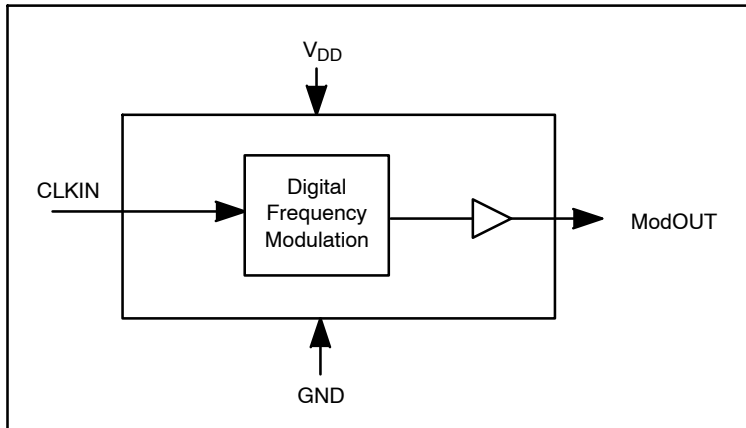 VDD
CLKIN
Digital
Frequency
Modulation
ModOUT
GND